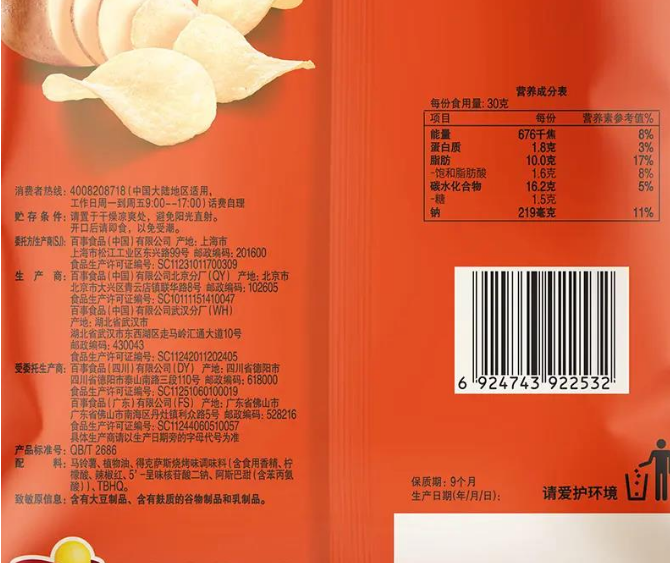 消费者热线: 4008208718(中国大陆地区适用,
工作日周一到周五9:00--17:00)话费自理
贮存条件: 请置于干燥凉爽处, 避免阳光直射。
开口后请即食, 以免受潮。
委托方/生产商(SJ): 百事食品(中国)有限公司 产地: 上海市
上海市松江工业区东兴路99号 邮政编码: 201600
食品生产许可证编号: SC11231011700309
生产商: 百事食品(中国)有限公司北京分厂(QY) 产地: 北京市
北京市大兴区青云店镇联华路8号 邮政编码: 102605
食品生产许可证编号: SC10111151410047
百事食品(中国)有限公司武汉分厂(WH)
产地: 湖北省武汉市
湖北省武汉市东西湖区走马岭汇通大道10号
邮政编码: 430043
食品生产许可证编号: SC11242011202405
受委托生产商: 百事食品(四川)有限公司(DY) 产地: 四川省德阳市
四川省德阳市泰山南路三段110号 邮政编码: 618000
食品生产许可证编号: SC11251060100019
百事食品(广东)有限公司(FS) 产地: 广东省佛山市
广东省佛山市南海区丹灶镇利众路5号 邮政编码: 528216
食品生产许可证编号: SC11244060510057
具体生产商请以生产日期旁的字母代号为准
产品标准号: QB/T 2686
配料: 马铃薯, 植物油, 得克萨斯烧烤味调味料(含食用香精, 柠
檬酸, 辣椒红, 5'-呈味核苷酸二钠, 阿斯巴甜(含苯丙氨
酸)), TBHQ。
致敏原信息: 含有大豆制品、含有麸质的谷物制品和乳制品。
营养成分表
每份食用量: 30克
项目 每份 营养素参考值%
能量 676千焦 8%
蛋白质 1.8克 3%
脂肪 10.0克 17%
-饱和脂肪酸 1.6克 8%
碳水化合物 16.2克 5%
-糖 1.5克
钠 219毫克 11%
6 924743 922532
保质期: 9个月
生产日期(年/月/日):
请爱护环境